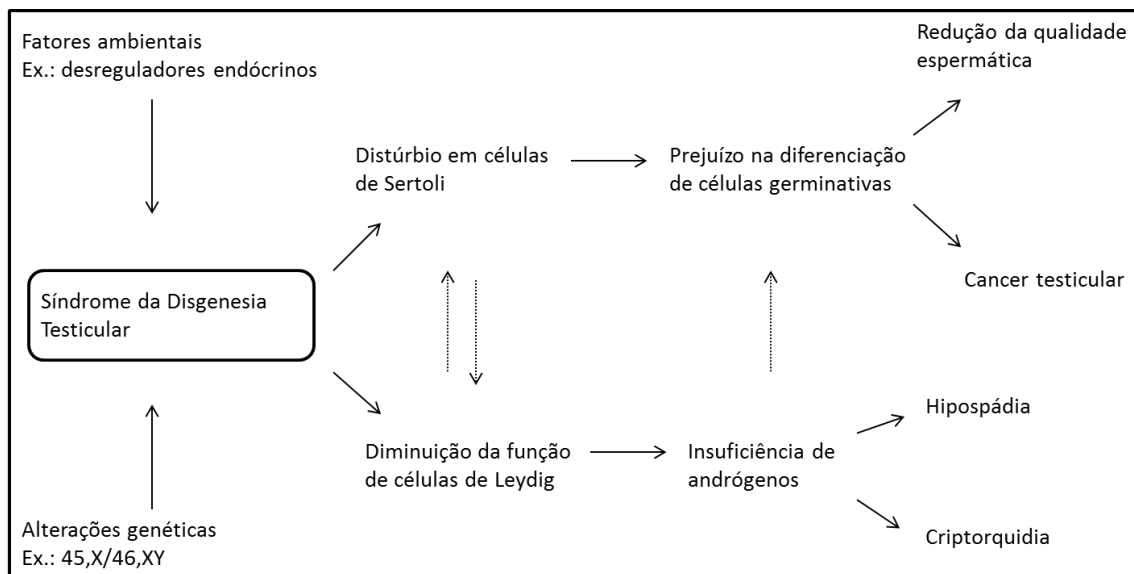 Fatores ambientais
Ex.: desreguladores endócrinos
Redução da qualidade
espermática
Distúrbio em células
de Sertoli
Prejuízo na diferenciação
de células germinativas
Cancer testicular
Síndrome da Disgenesia
Testicular
Hipospádia
Diminuição da função
de células de Leydig
Insuficiência de
andrógenos
Criptorquidia
Alterações genéticas
Ex.: 45,X/46,XY